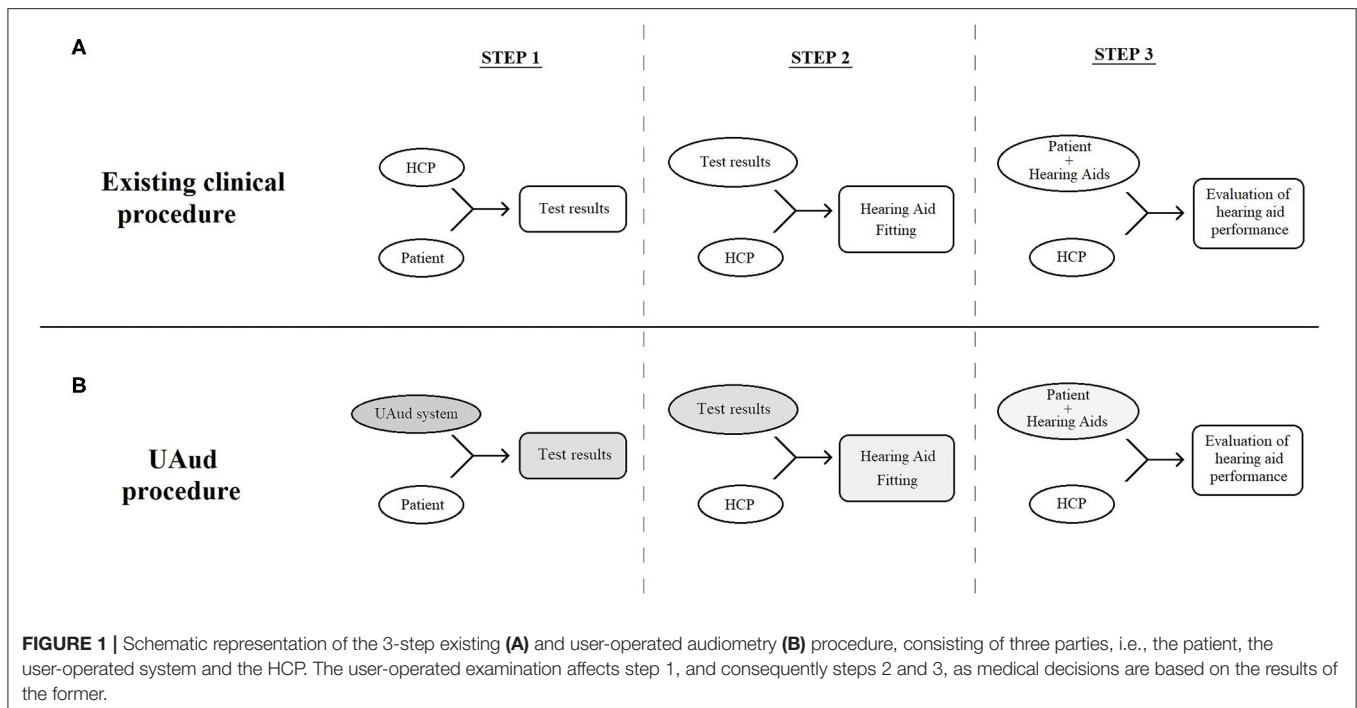 A
STEP 1
STEP 2
STEP 3
Existing clinical
procedure
HCP
Patient
Test results
Test results
HCP
Hearing Aid
Fitting
Patient
+
Hearing Aids
HCP
Evaluation of
hearing aid
performance
B
UAud
procedure
UAud system
Patient
Test results
Test results
HCP
Hearing Aid
Fitting
Patient
+
Hearing Aids
HCP
Evaluation of
hearing aid
performance
FIGURE 1 | Schematic representation of the 3-step existing (A) and user-operated audiometry (B) procedure, consisting of three parties, i.e., the patient, the
user-operated system and the HCP. The user-operated examination affects step 1, and consequently steps 2 and 3, as medical decisions are based on the results of
the former.